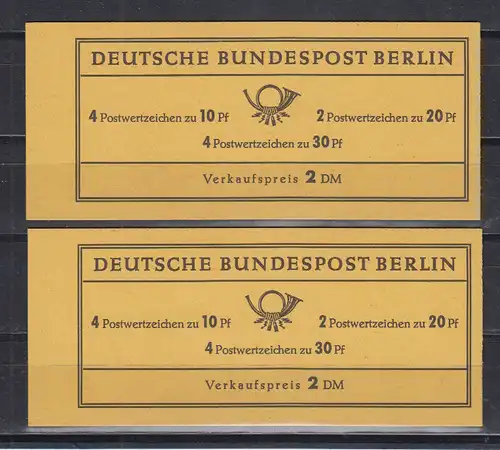 DEUTSCHE BUNDESPOST BERLIN
4 Postwertzeichen zu 10 Pf 2 Postwertzeichen zu 20 Pf
4 Postwertzeichen zu 30 Pf
Verkaufspreis 2 DM
DEUTSCHE BUNDESPOST BERLIN
4 Postwertzeichen zu 10 Pf 2 Postwertzeichen zu 20 Pf
4 Postwertzeichen zu 30 Pf
Verkaufspreis 2 DM